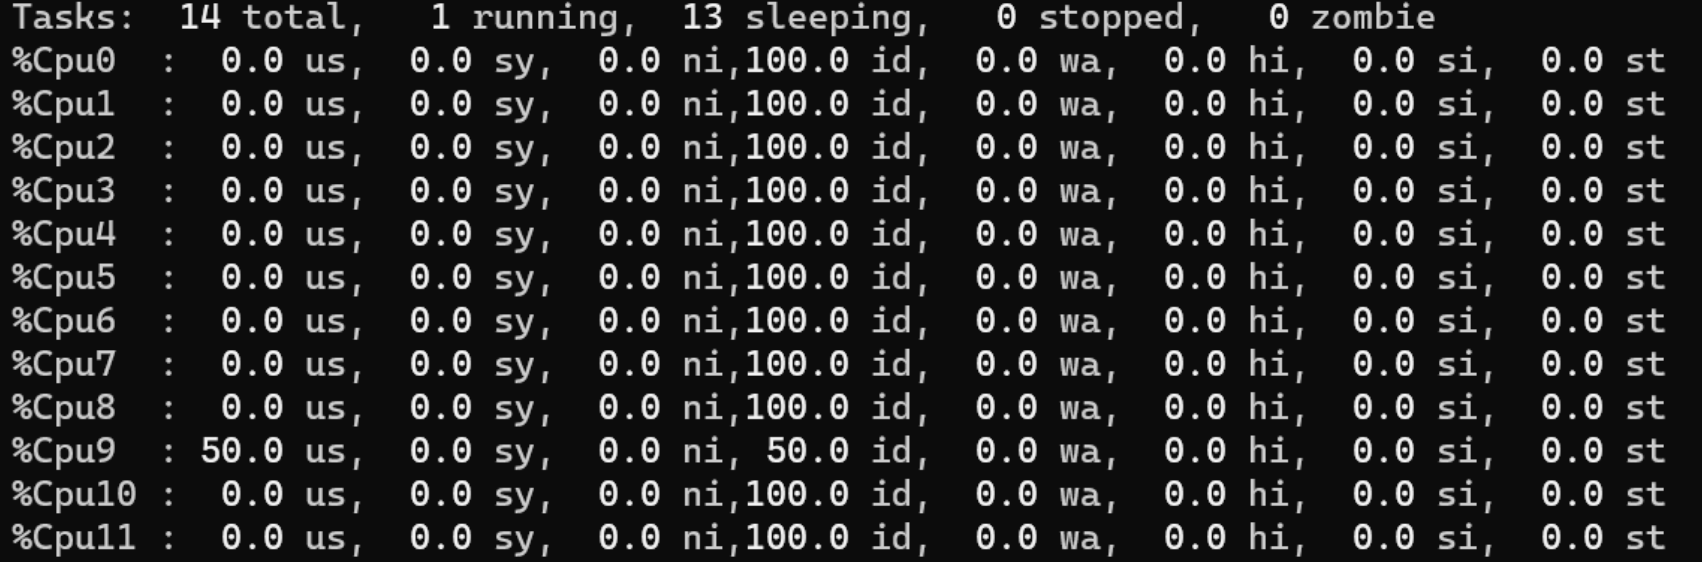 Tasks:  14 total,   1 running,  13 sleeping,   0 stopped,   0 zombie
%Cpu0  :  0.0 us,  0.0 sy,  0.0 ni,100.0 id,  0.0 wa,  0.0 hi,  0.0 si,  0.0 st
%Cpu1  :  0.0 us,  0.0 sy,  0.0 ni,100.0 id,  0.0 wa,  0.0 hi,  0.0 si,  0.0 st
%Cpu2  :  0.0 us,  0.0 sy,  0.0 ni,100.0 id,  0.0 wa,  0.0 hi,  0.0 si,  0.0 st
%Cpu3  :  0.0 us,  0.0 sy,  0.0 ni,100.0 id,  0.0 wa,  0.0 hi,  0.0 si,  0.0 st
%Cpu4  :  0.0 us,  0.0 sy,  0.0 ni,100.0 id,  0.0 wa,  0.0 hi,  0.0 si,  0.0 st
%Cpu5  :  0.0 us,  0.0 sy,  0.0 ni,100.0 id,  0.0 wa,  0.0 hi,  0.0 si,  0.0 st
%Cpu6  :  0.0 us,  0.0 sy,  0.0 ni,100.0 id,  0.0 wa,  0.0 hi,  0.0 si,  0.0 st
%Cpu7  :  0.0 us,  0.0 sy,  0.0 ni,100.0 id,  0.0 wa,  0.0 hi,  0.0 si,  0.0 st
%Cpu8  :  0.0 us,  0.0 sy,  0.0 ni,100.0 id,  0.0 wa,  0.0 hi,  0.0 si,  0.0 st
%Cpu9  : 50.0 us,  0.0 sy,  0.0 ni, 50.0 id,  0.0 wa,  0.0 hi,  0.0 si,  0.0 st
%Cpu10 :  0.0 us,  0.0 sy,  0.0 ni,100.0 id,  0.0 wa,  0.0 hi,  0.0 si,  0.0 st
%Cpu11 :  0.0 us,  0.0 sy,  0.0 ni,100.0 id,  0.0 wa,  0.0 hi,  0.0 si,  0.0 st